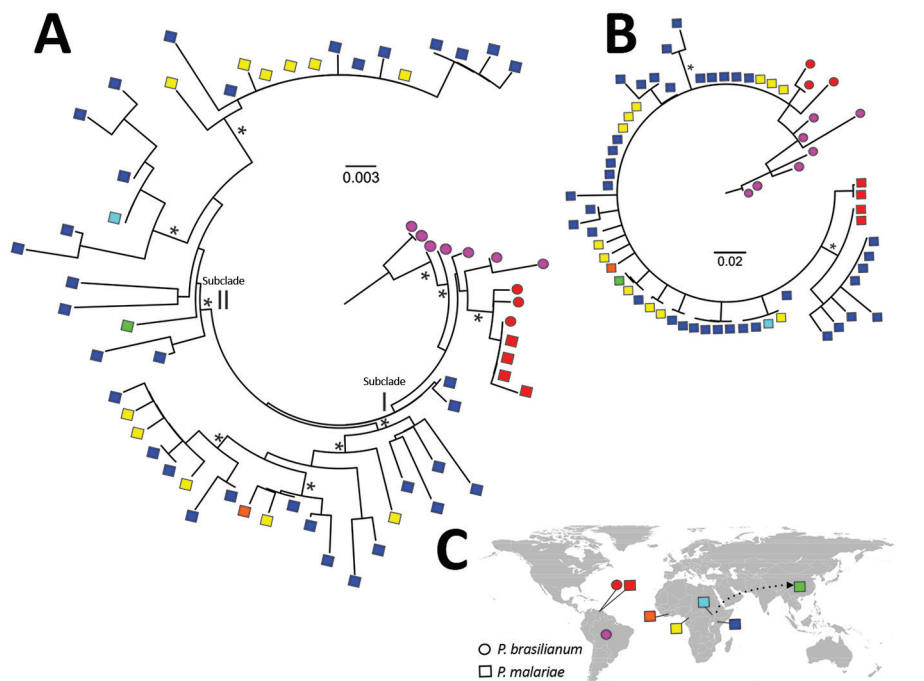 A
B
*
*
0.003
*
Subclade
II
*
*
*
*
0.02
*
Subclade
I
*
*
*
*
C
P. brasilianum
P. malariae